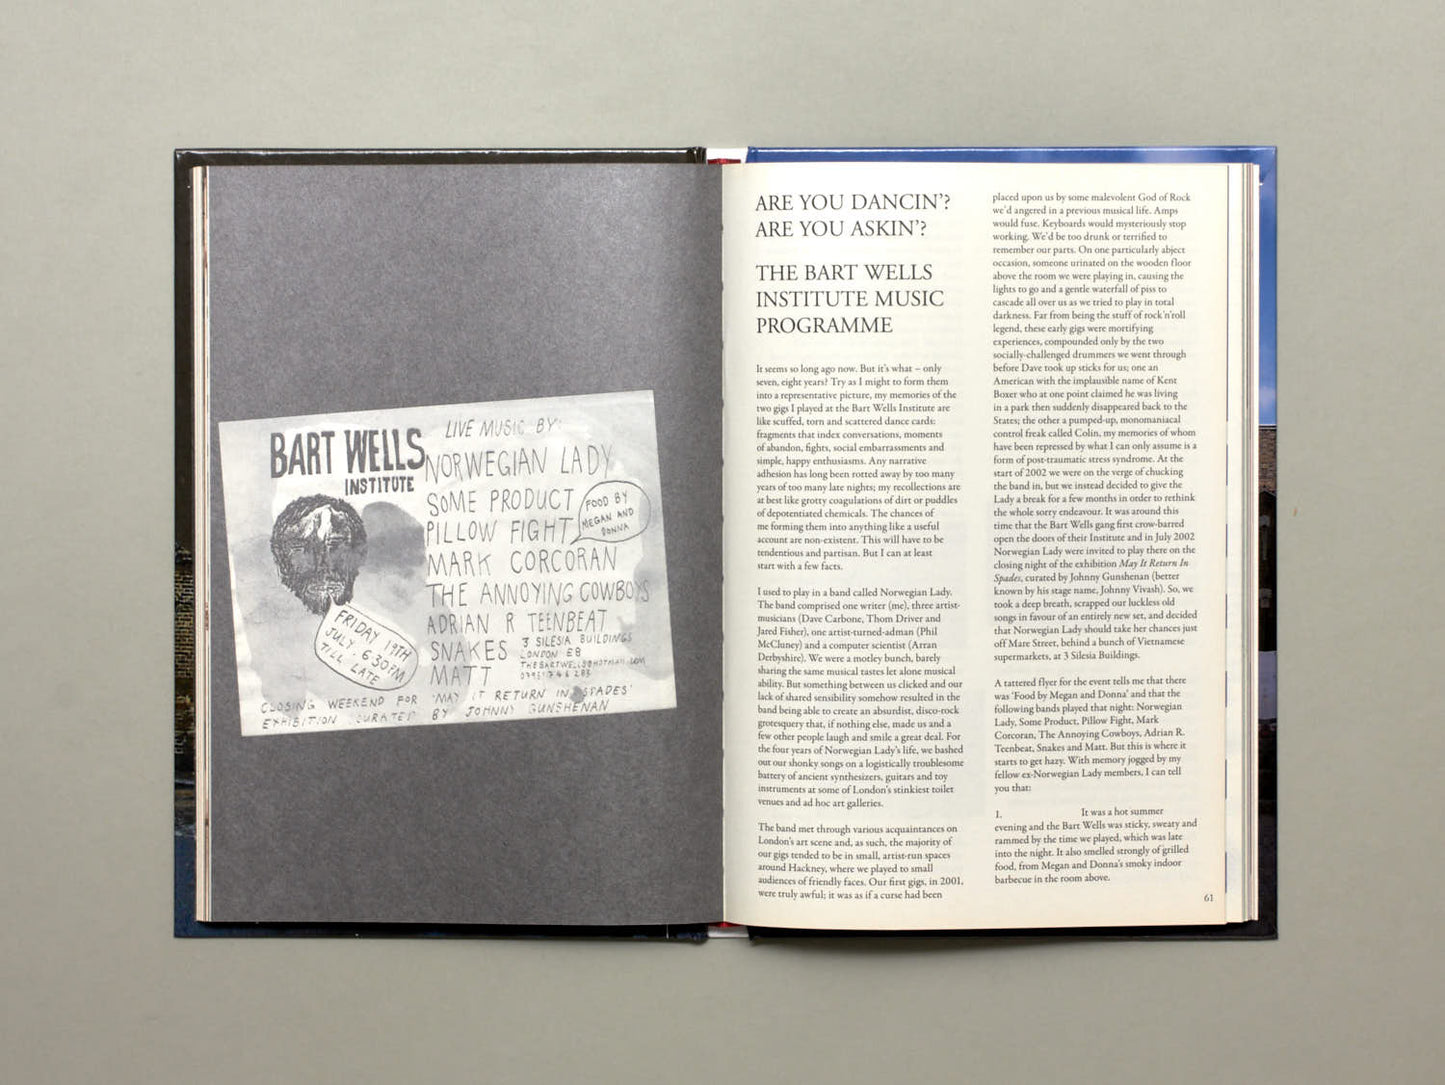 BART WELLS
INSTITUTE
LIVE MUSIC BY:
NORWEGIAN LADY
SOME PRODUCT
PILLOW FIGHT
MARK CORCORAN
THE ANNOYING COWBOYS
ADRIAN R TEENBEAT
SNAKES
MATT
FOOD BY
MEGAN AND
DONNA
FRIDAY 19TH
JULY. 6.30PM
TILL LATE
3 SILESIA BUILDINGS
LONDON E8
CLOSING WEEKEND FOR 'MAY IT RETURN IN SPADES'
EXHIBITION CURATED BY JOHNNY GUNSHENAN
ARE YOU DANCIN'?
ARE YOU ASKIN'?
THE BART WELLS
INSTITUTE MUSIC
PROGRAMME
It seems so long ago now. But it's what – only
seven, eight years? Try as I might to form them
into a representative picture, my memories of the
two gigs I played at the Bart Wells Institute are
like scuffed, torn and scattered dance cards:
fragments that index conversations, moments
of abandon, fights, social embarrassments and
simple, happy enthusiasms. Any narrative
adhesion has long been rotted away by too many
years of too many late nights; my recollections are
at best like grotty coagulations of dirt or puddles
of depotentiated chemicals. The chances of
me forming them into anything like a useful
account are non-existent. This will have to be
tendentious and partisan. But I can at least
start with a few facts.
I used to play in a band called Norwegian Lady.
The band comprised one writer (me), three artist-
musicians (Dave Carbone, Thom Driver and
Jared Fisher), one artist-turned-adman (Phil
McCluney) and a computer scientist (Arran
Derbyshire). We were a motley bunch, barely
sharing the same musical tastes let alone musical
ability. But something between us clicked and our
lack of shared sensibility somehow resulted in the
band being able to create an absurdist, disco-rock
grotesquery that, if nothing else, made us and a
few other people laugh and smile a great deal. For
the four years of Norwegian Lady's life, we bashed
out our shonky songs on a logistically troublesome
battery of ancient synthesizers, guitars and toy
instruments at some of London's stinkiest toilet
venues and ad hoc art galleries.
The band met through various acquaintances on
London's art scene and, as such, the majority of
our gigs tended to be in small, artist-run spaces
around Hackney, where we played to small
audiences of friendly faces. Our first gigs, in 2001,
were truly awful; it was as if a curse had been
placed upon us by some malevolent God of Rock
we'd angered in a previous musical life. Amps
would fuse. Keyboards would mysteriously stop
working. We'd be too drunk or terrified to
remember our parts. On one particularly abject
occasion, someone urinated on the wooden floor
above the room we were playing in, causing the
lights to go and a gentle waterfall of piss to
cascade all over us as we tried to play in total
darkness. Far from being the stuff of rock'n'roll
legend, these early gigs were mortifying
experiences, compounded only by the two
socially-challenged drummers we went through
before Dave took up sticks for us; one an
American with the implausible name of Kent
Boxer who at one point claimed he was living
in a park then suddenly disappeared back to the
States; the other a pumped-up, monomaniacal
control freak called Colin, my memories of whom
have been repressed by what I can only assume is a
form of post-traumatic stress syndrome. At the
start of 2002 we were on the verge of chucking
the band in, but we instead decided to give the
Lady a break for a few months in order to rethink
the whole sorry endeavour. It was around this
time that the Bart Wells gang first crow-barred
open the doors of their Institute and in July 2002
Norwegian Lady were invited to play there on the
closing night of the exhibition May It Return In
Spades, curated by Johnny Gunshenan (better
known by his stage name, Johnny Vivash). So, we
took a deep breath, scrapped our luckless old
songs in favour of an entirely new set, and decided
that Norwegian Lady should take her chances just
off Mare Street, behind a bunch of Vietnamese
supermarkets, at 3 Silesia Buildings.
A tattered flyer for the event tells me that there
was 'Food by Megan and Donna' and that the
following bands played that night: Norwegian
Lady, Some Product, Pillow Fight, Mark
Corcoran, The Annoying Cowboys, Adrian R.
Teenbeat, Snakes and Matt. But this is where it
starts to get hazy. With memory jogged by my
fellow ex-Norwegian Lady members, I can tell
you that:
1. It was a hot summer
evening and the Bart Wells was sticky, sweaty and
rammed by the time we played, which was late
into the night. It also smelled strongly of grilled
food, from Megan and Donna's smoky indoor
barbecue in the room above.
61